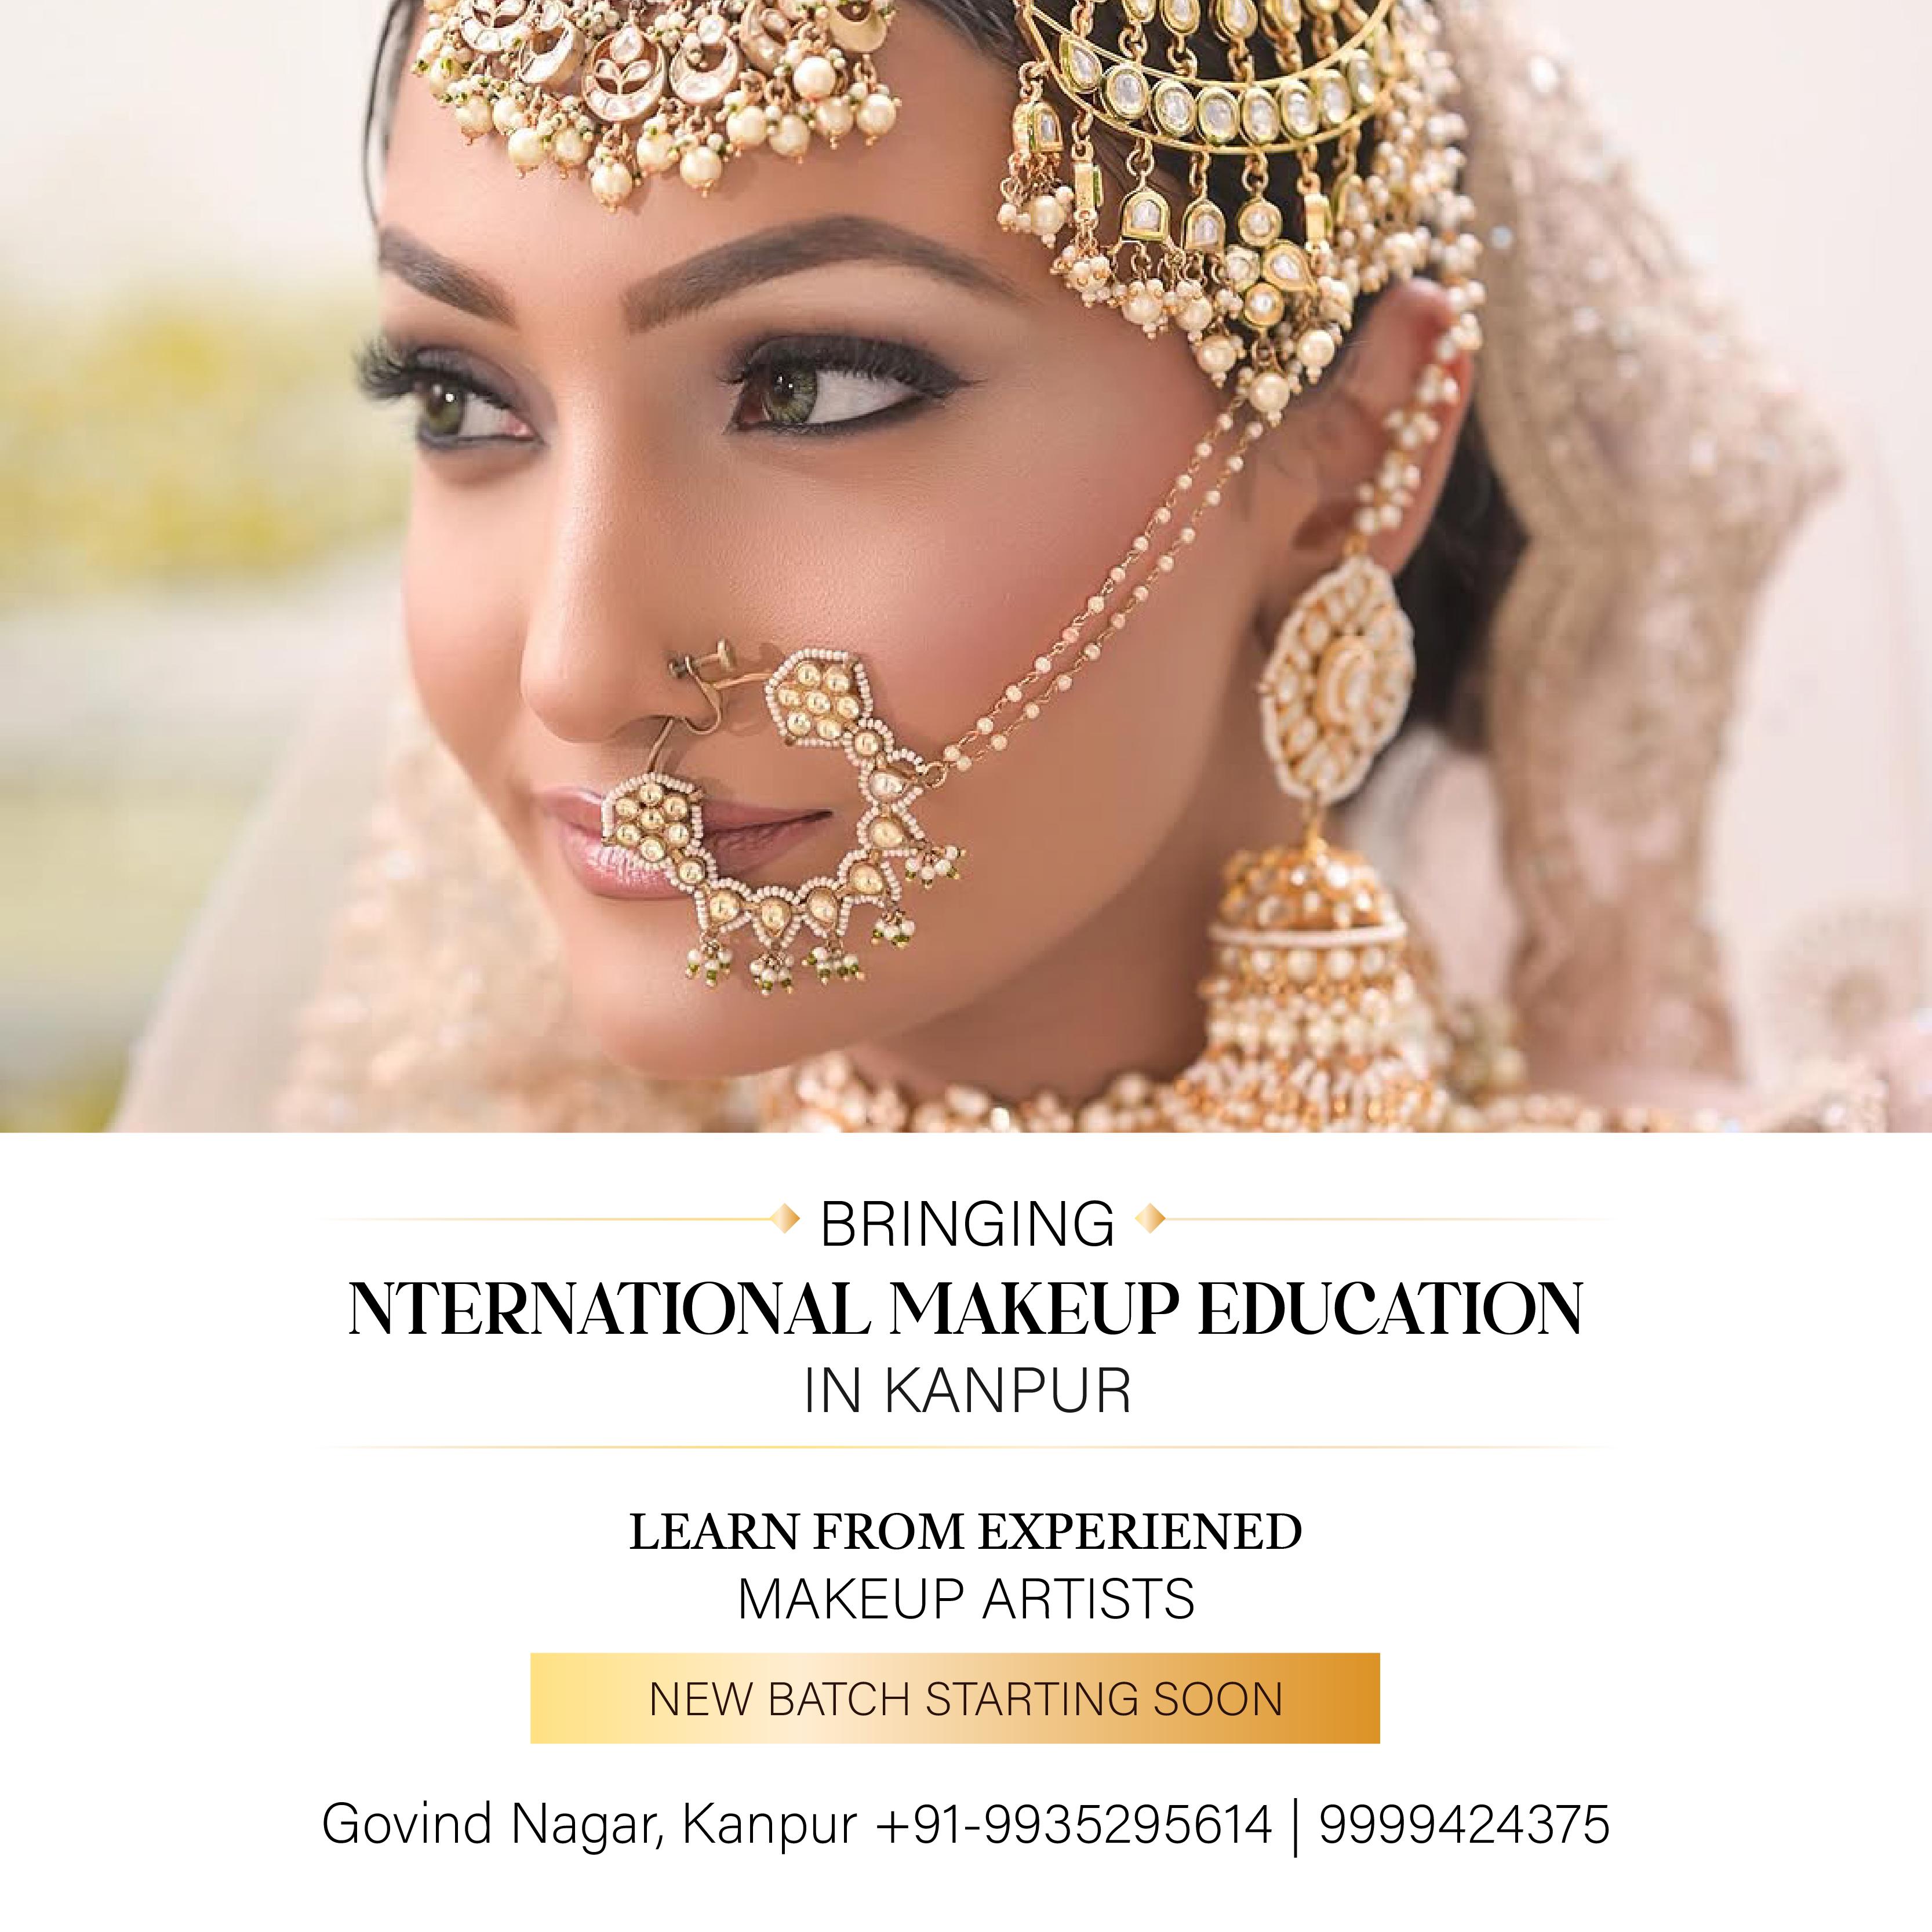 BRINGING
NTERNATIONAL MAKEUP EDUCATION
IN KANPUR
LEARN FROM EXPERIENED
MAKEUP ARTISTS
NEW BATCH STARTING SOON
Govind Nagar, Kanpur +91-9935295614 | 9999424375